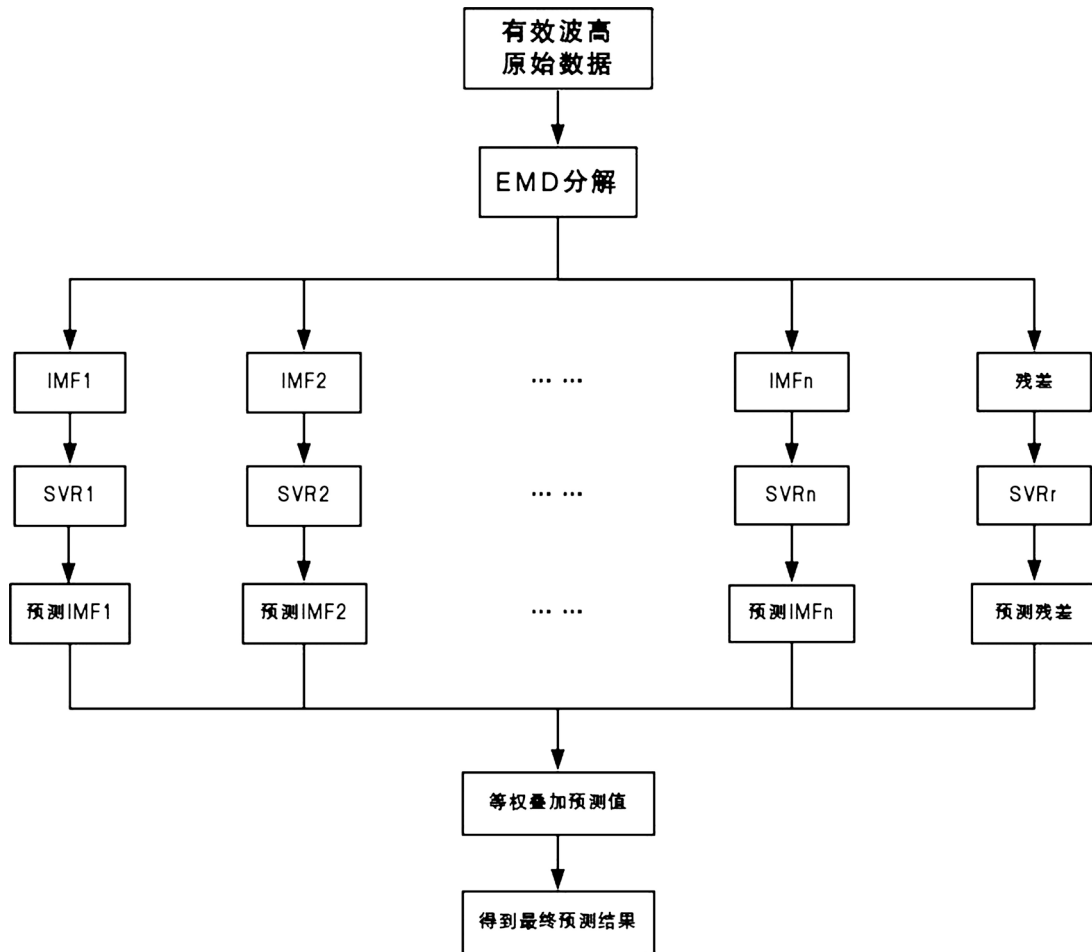 有效波高
原始数据
EMD分解
IMF1
IMF2
… …
IMFn
残差
SVR1
SVR2
… …
SVRn
SVRr
预测IMF1
预测IMF2
… …
预测IMFn
预测残差
等权叠加预测值
得到最终预测结果